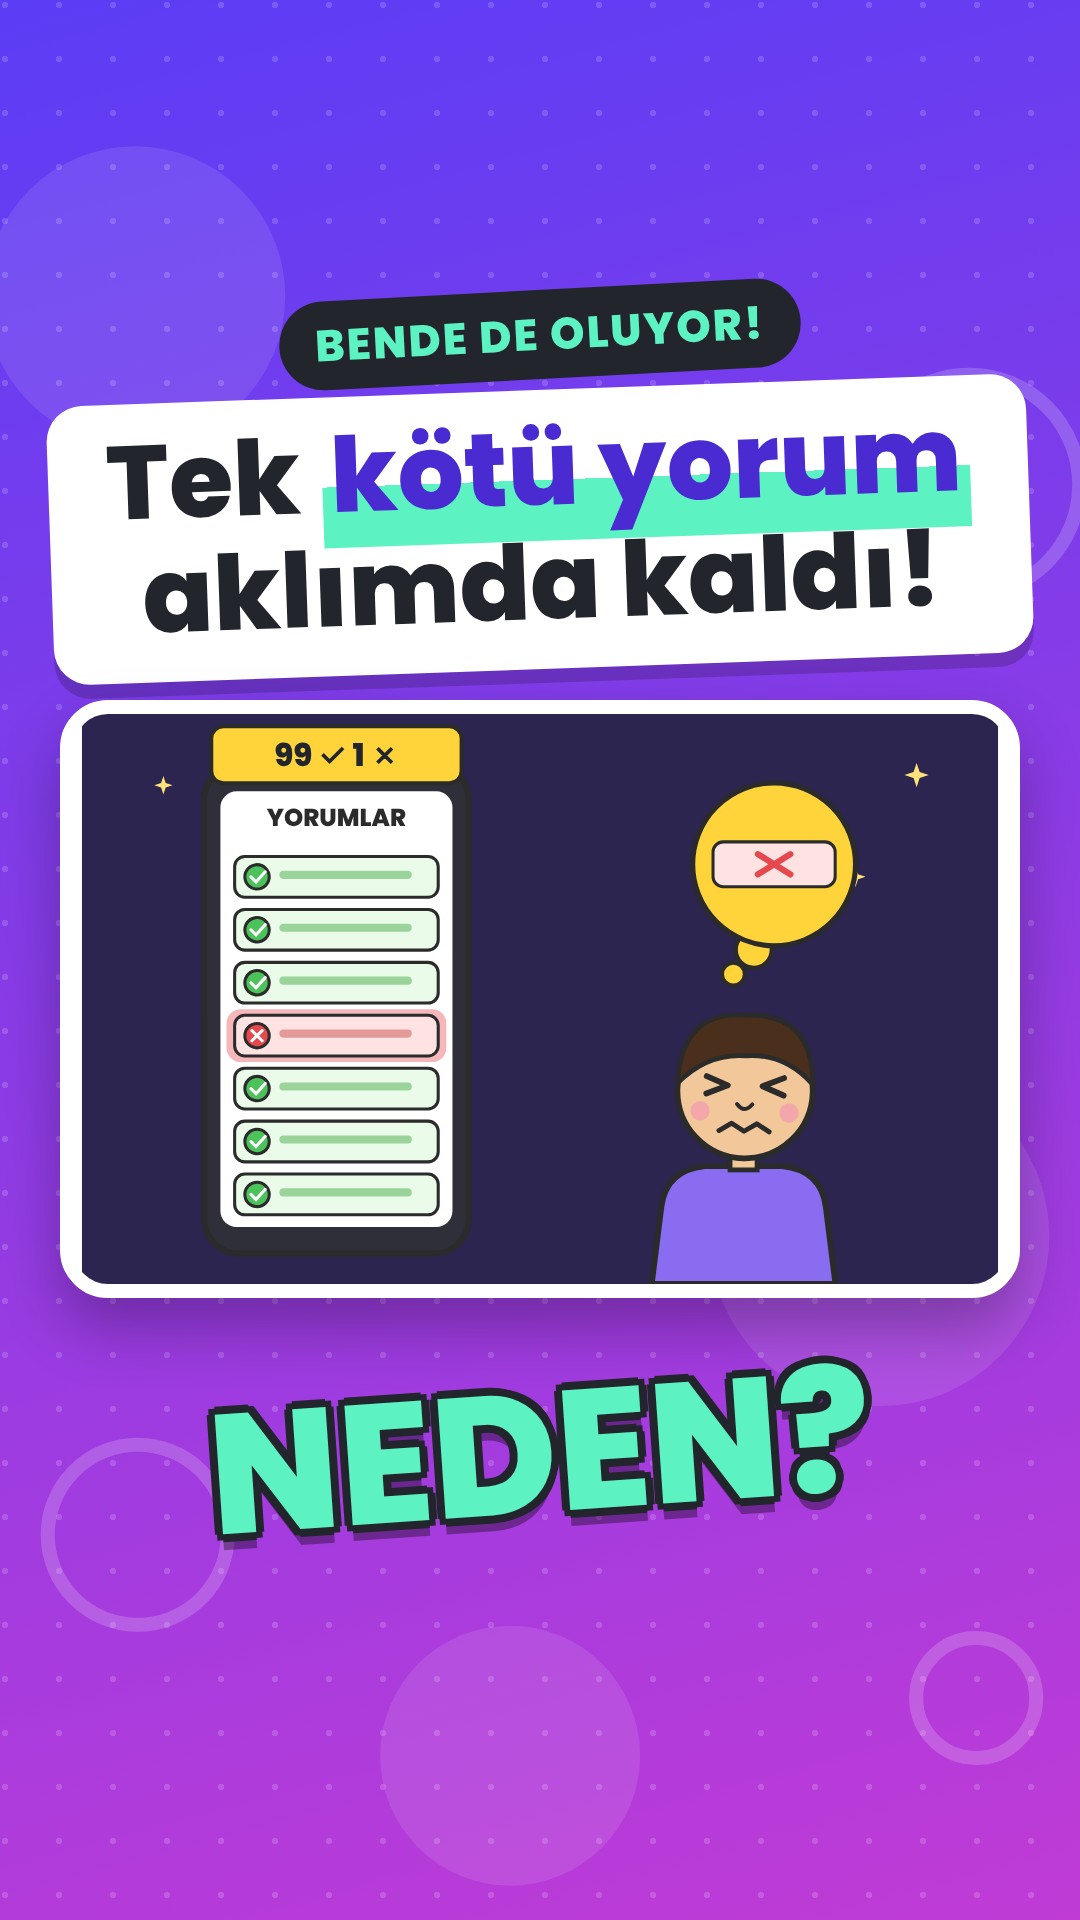 BENDE DE OLUYOR!
Tek kötü yorum
aklımda kaldı!
99 ✓ 1 ×
YORUMLAR
NEDEN?